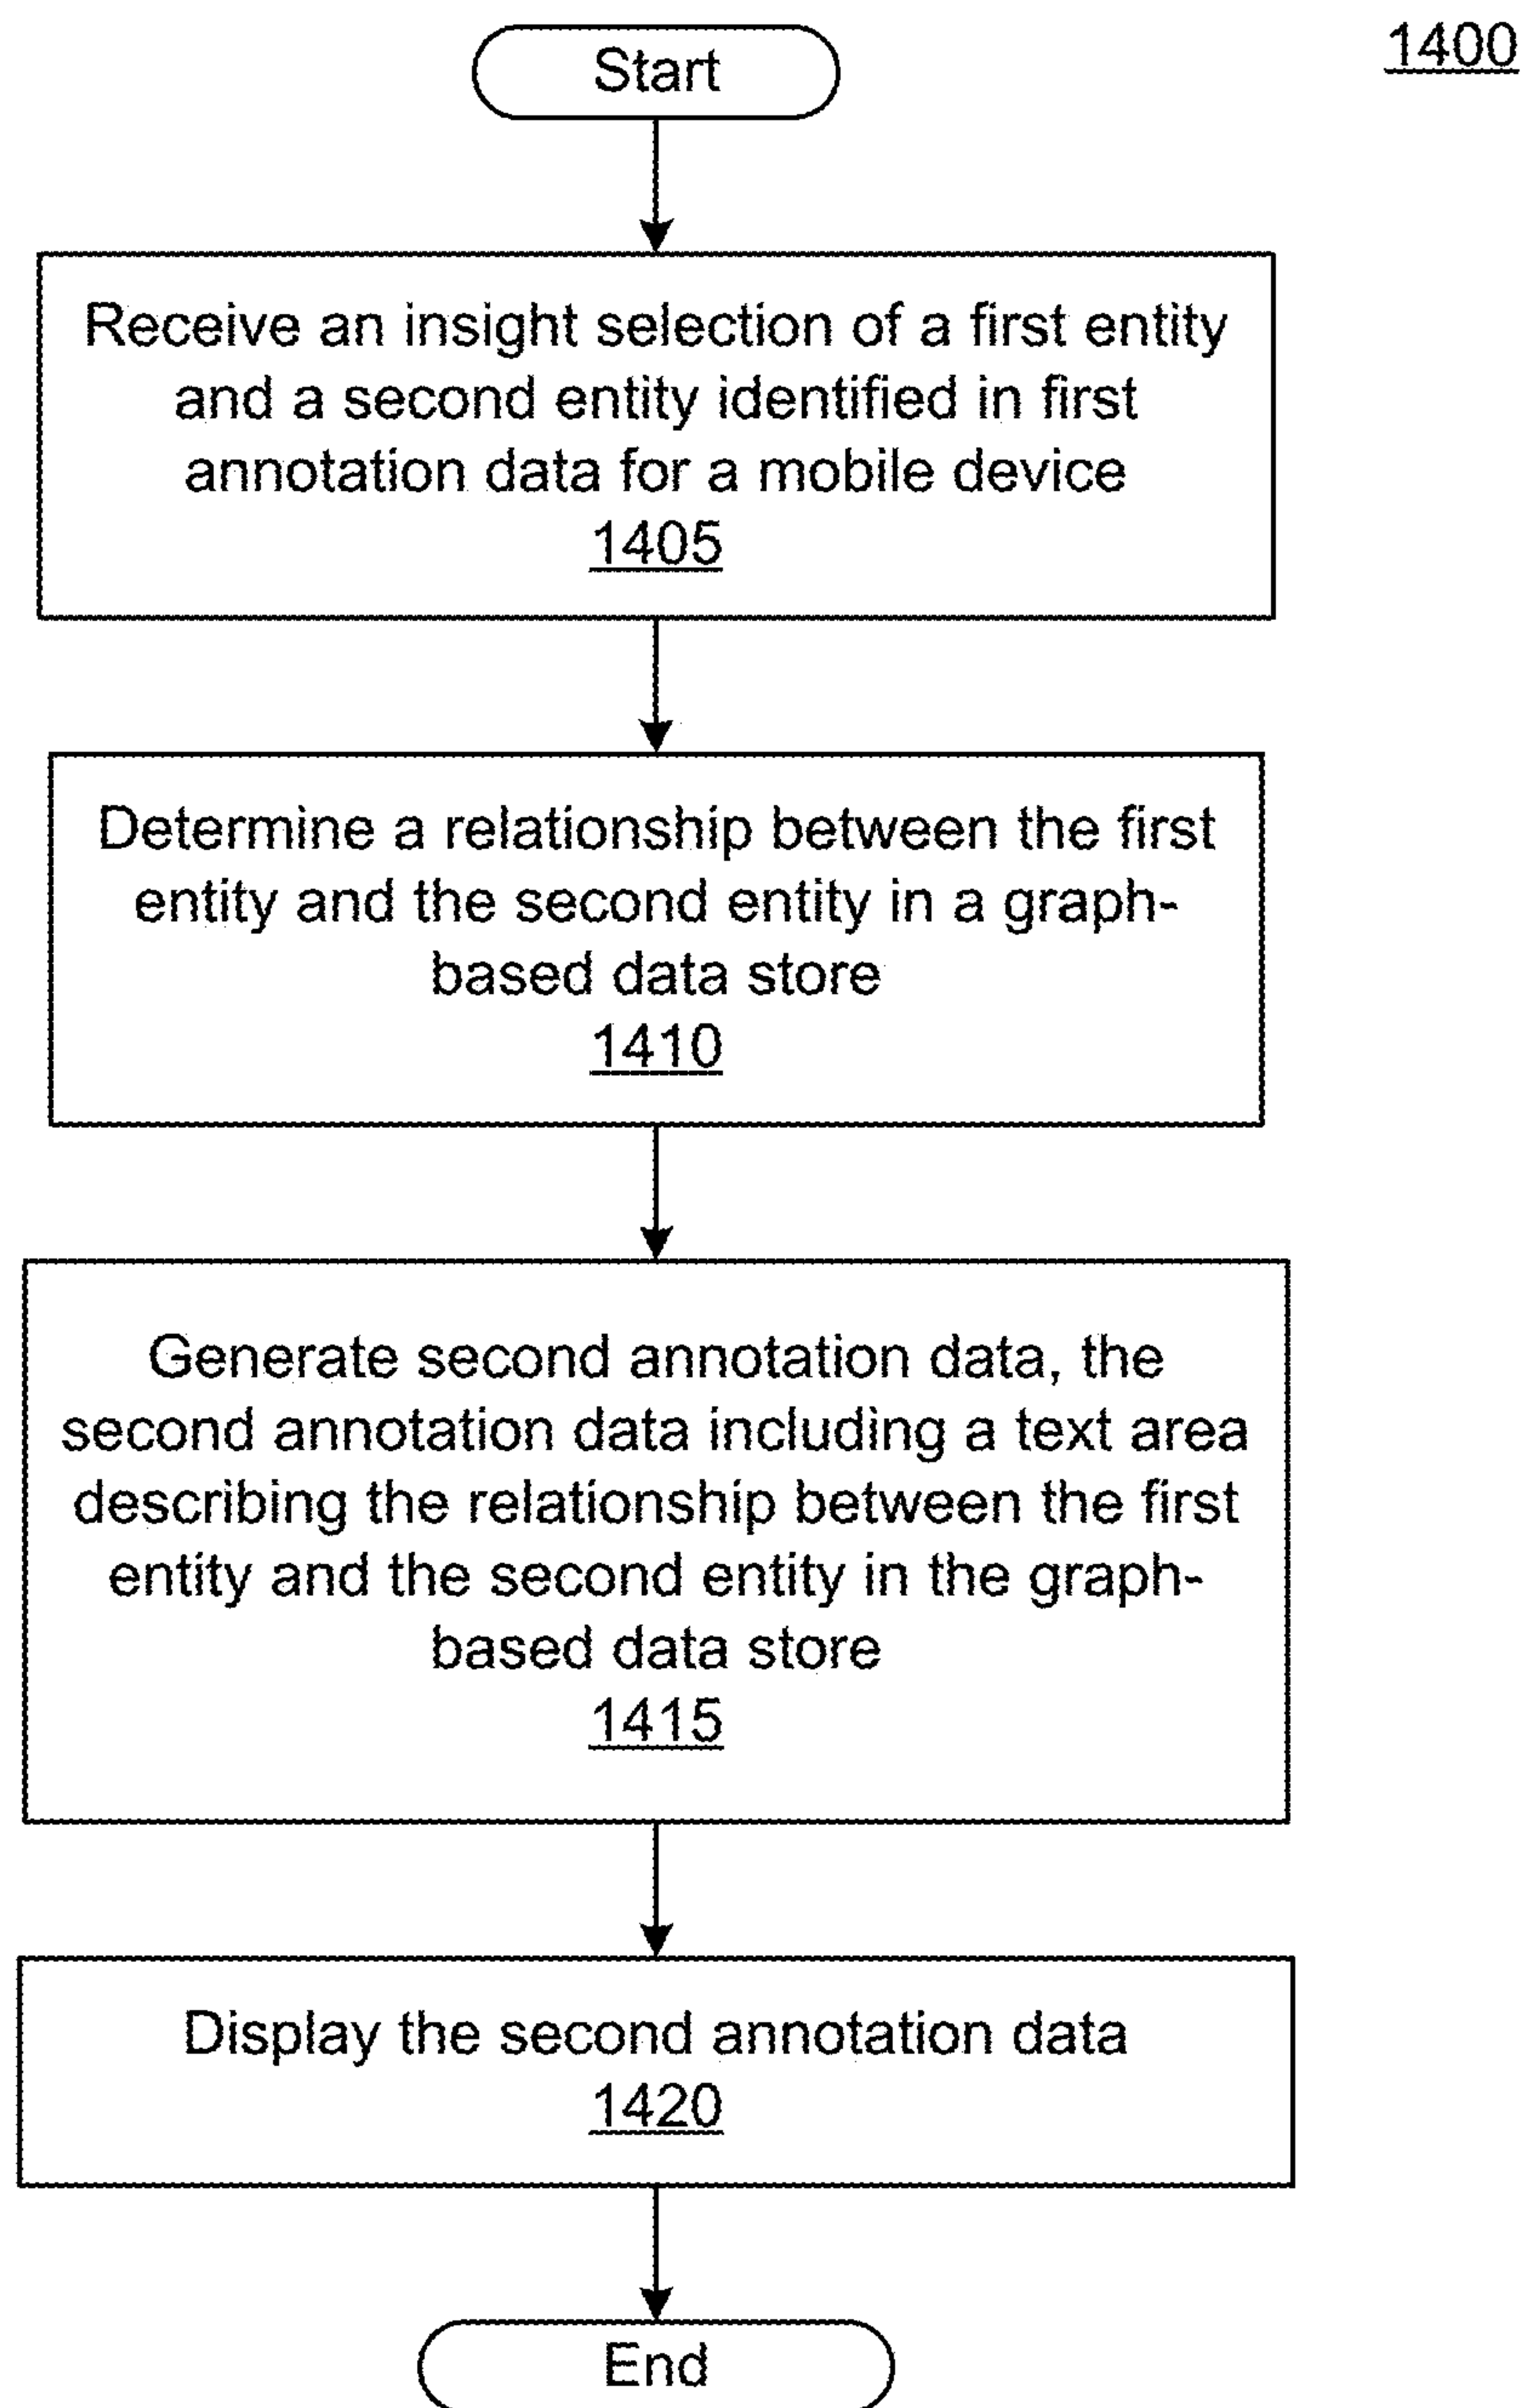 1400
Start
Receive an insight selection of a first entity
and a second entity identified in first
annotation data for a mobile device
1405
Determine a relationship between the first
entity and the second entity in a graph-
based data store
1410
Generate second annotation data, the
second annotation data including a text area
describing the relationship between the first
entity and the second entity in the graph-
based data store
1415
Display the second annotation data
1420
End